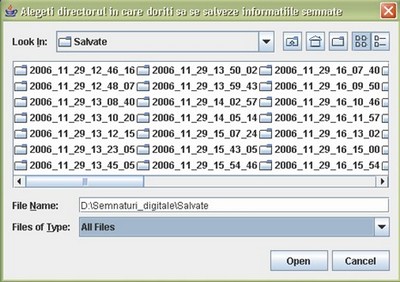 Alegeti directorul in care doriti sa se salveze informatiile semnate
Look In: Salvate
2006_11_29_12_46_16 2006_11_29_13_50_02 2006_11_29_16_07_40
2006_11_29_12_48_07 2006_11_29_13_59_43 2006_11_29_16_09_50
2006_11_29_13_08_40 2006_11_29_14_02_57 2006_11_29_16_10_46
2006_11_29_13_10_20 2006_11_29_14_05_14 2006_11_29_16_11_57
2006_11_29_13_12_15 2006_11_29_15_07_24 2006_11_29_16_13_02
2006_11_29_13_23_05 2006_11_29_15_43_05 2006_11_29_16_15_00
2006_11_29_13_45_05 2006_11_29_15_54_46 2006_11_29_16_15_54
File Name: D:\Semnaturi_digitale\Salvate
Files of Type: All Files
Open Cancel